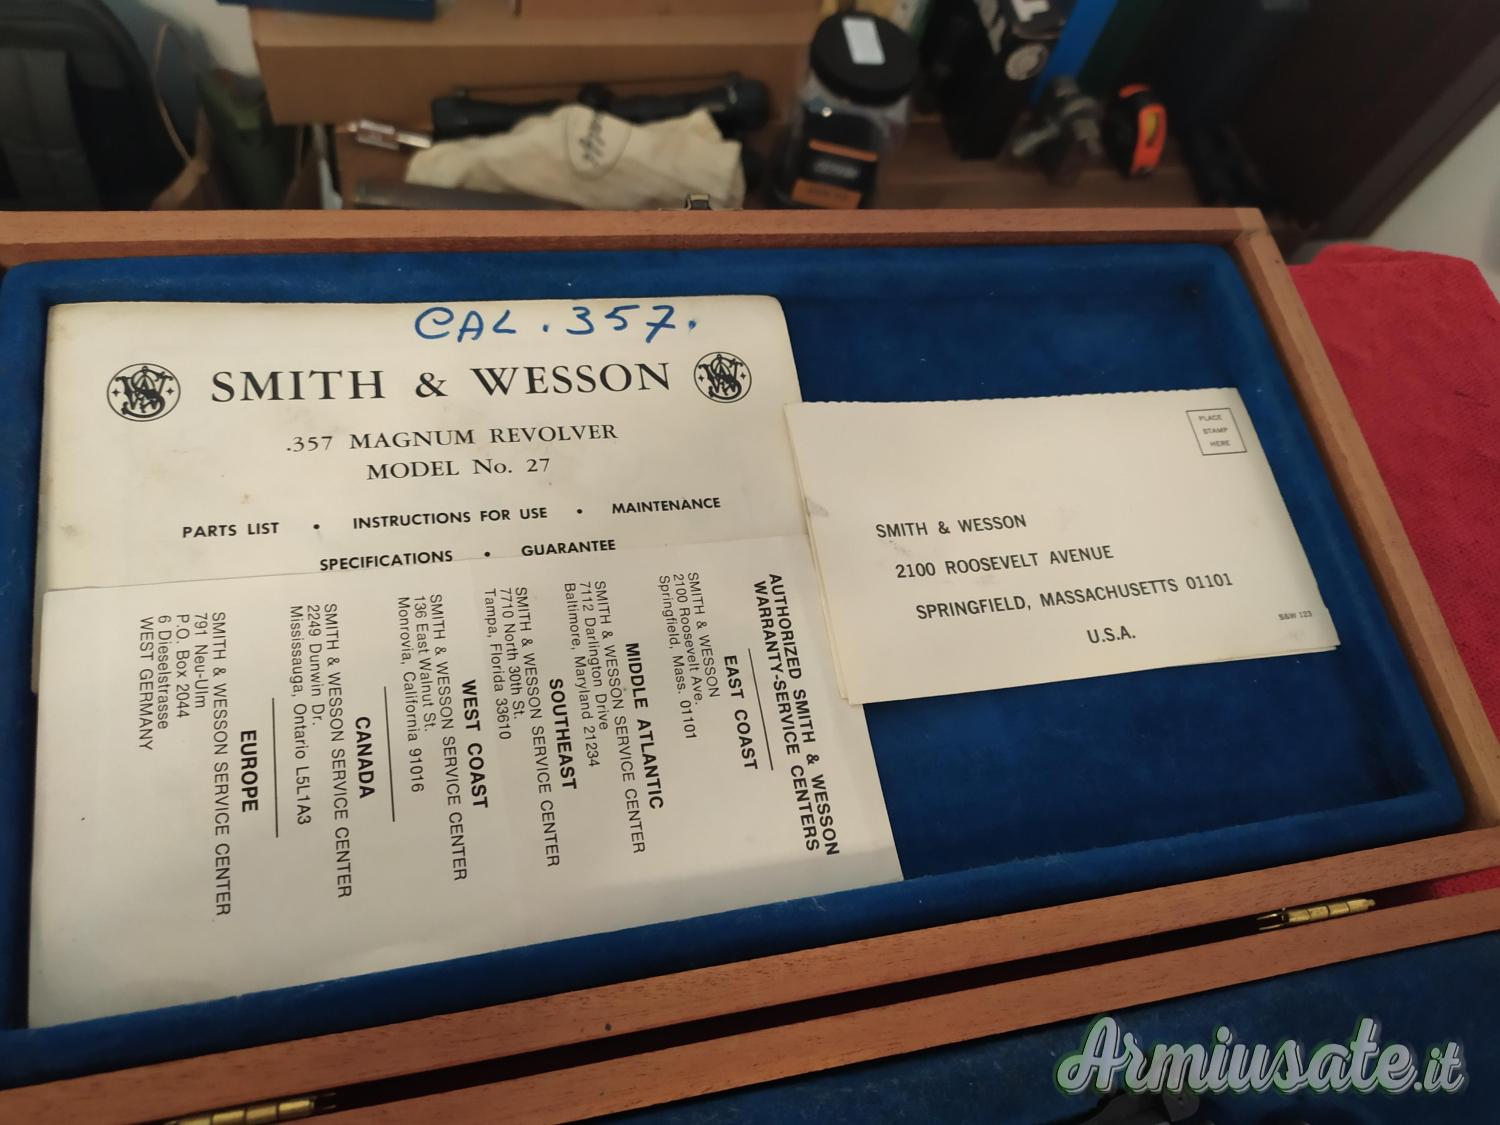 CAL .357.
SMITH & WESSON
.357 MAGNUM REVOLVER
MODEL No. 27
PARTS LIST • INSTRUCTIONS FOR USE • MAINTENANCE
SPECIFICATIONS • GUARANTEE
AUTHORIZED SMITH & WESSON
WARRANTY-SERVICE CENTERS
EAST COAST
SMITH & WESSON
2100 Roosevelt Ave.
Springfield, Mass. 01101
MIDDLE ATLANTIC
SMITH & WESSON SERVICE CENTER
7112 Darlington Drive
Baltimore, Maryland 21234
SOUTHEAST
SMITH & WESSON SERVICE CENTER
7710 North 30th St.
Tampa, Florida 33610
WEST COAST
SMITH & WESSON SERVICE CENTER
136 East Walnut St.
Monrovia, California 91016
CANADA
SMITH & WESSON SERVICE CENTER
2249 Dunwin Dr.
Mississauga, Ontario L5L1A3
EUROPE
SMITH & WESSON SERVICE CENTER
791 Neu-Ulm
P.O. Box 2044
6 Dieselstrasse
WEST GERMANY
PLACE
STAMP
HERE
SMITH & WESSON
2100 ROOSEVELT AVENUE
SPRINGFIELD, MASSACHUSETTS 01101
U.S.A.
S&W 123
Armiusate.it